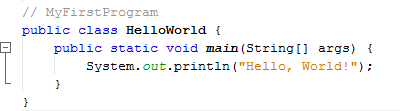 // MyFirstProgram
public class HelloWorld {
    public static void main(String[] args) {
        System.out.println("Hello, World!");
    }
}